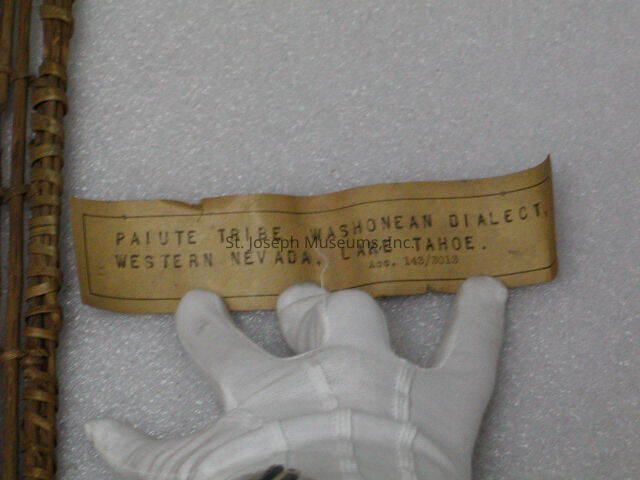 PAIUTE TRIBE, WASHONEAN DIALECT,
WESTERN NEVADA, LAKE TAHOE.
Acc. 143/3013
St. Joseph Museums, Inc.